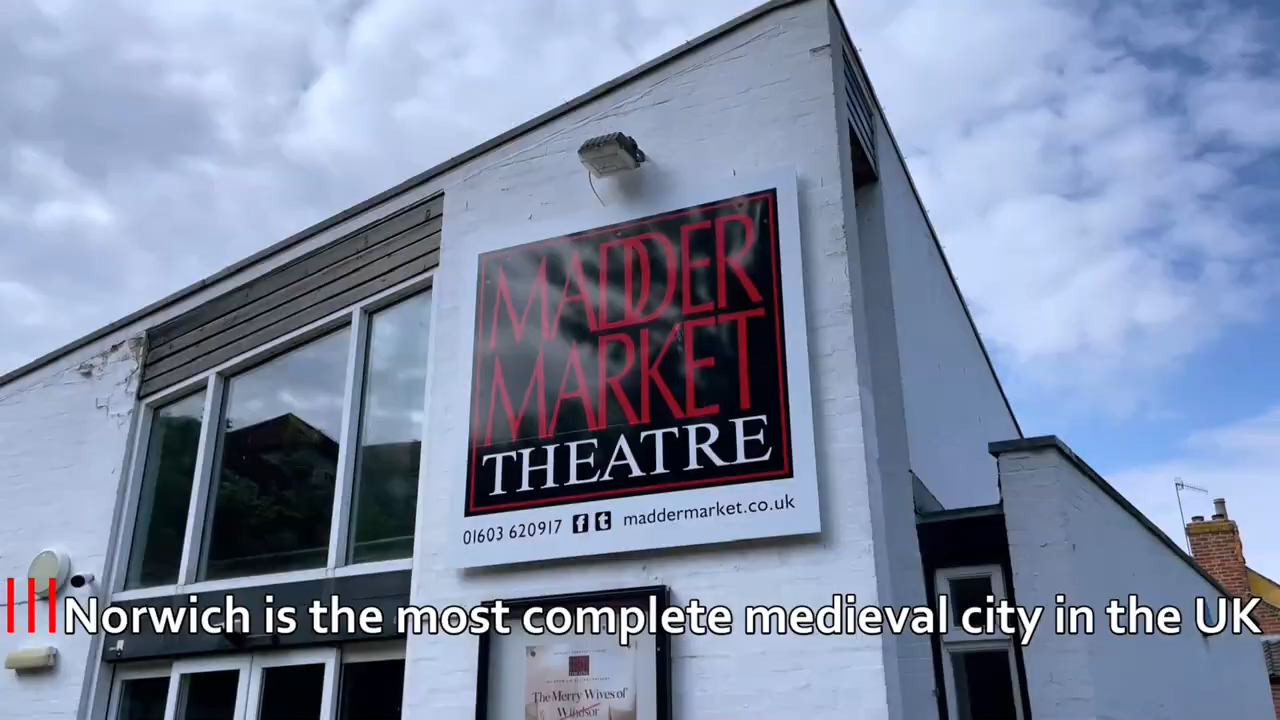 MADDER
MARKET
THEATRE
01603 620917 f t maddermarket.co.uk
Norwich is the most complete medieval city in the UK
The Merry Wives of
Windsor